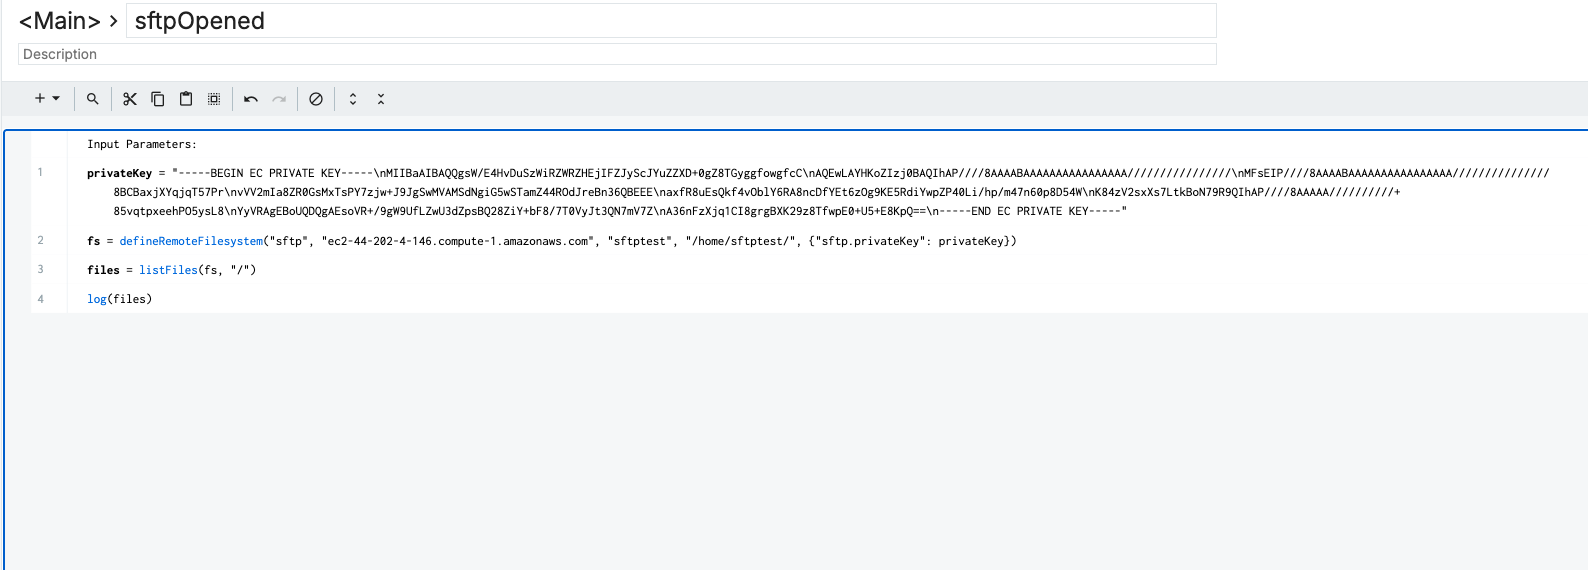 <Main> > sftpOpened
Description
Input Parameters:
1 privateKey = "-----BEGIN EC PRIVATE KEY-----\nMIIBaAIBAQQgsW/E4HvDuSzWiRZWRZHEjIFZJyScJYuZZXD+0gZ8TGyggfowgfcC\nAQEwLAYHKoZIzj0BAQIhAP////8AAAABAAAAAAAAAAAAAAAA////////////////\nMFsEIP////8AAAABAAAAAAAAAAAAAAAA///////////////
8BCBaxjXYqjqT57Pr\nvVV2mIa8ZR0GsMxTsPY7zjw+J9JgSwMVAMSdNgiG5wSTamZ44ROdJreBn36QBEEE\naxfR8uEsQkf4vOblY6RA8ncDfYEt6zOg9KE5RdiYwpZP40Li/hp/m47n60p8D54W\nK84zV2sxXs7LtkBoN79R9QIhAP////8AAAAA//////////+
85vqtpxeehPO5ysL8\nYyVRAgEBoUQDQgAEsoVR+/9gW9UfLZwU3dZpsBQ28ZiY+bF8/7T0VyJt3QN7mV7Z\nA36nFzXjq1CI8grgBXK29z8TfwpE0+U5+E8KpQ==\n-----END EC PRIVATE KEY-----"
2 fs = defineRemoteFilesystem("sftp", "ec2-44-202-4-146.compute-1.amazonaws.com", "sftptest", "/home/sftptest/", {"sftp.privateKey": privateKey})
3 files = listFiles(fs, "/")
4 log(files)